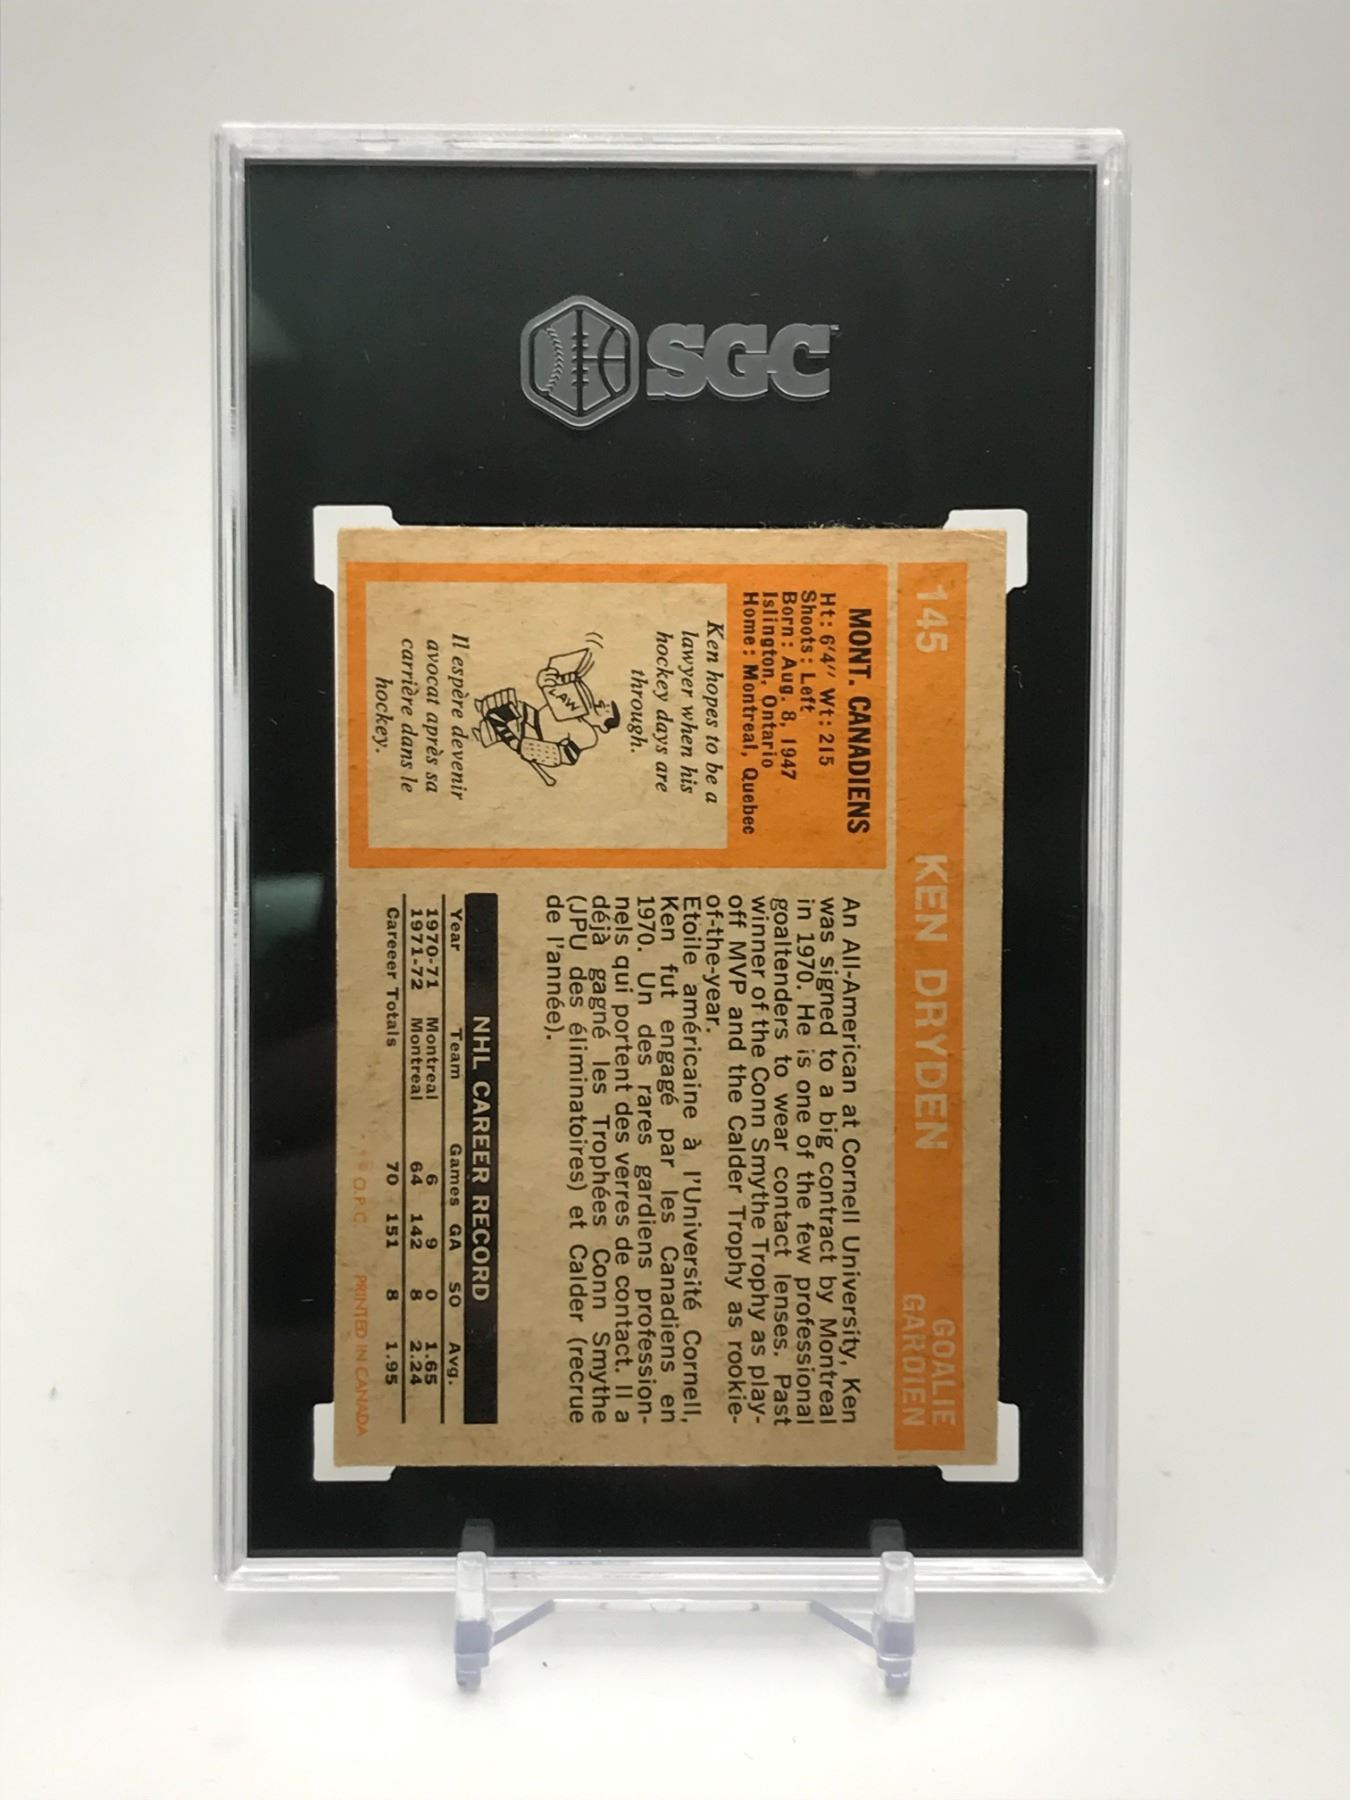 SGC
145 KEN DRYDEN GOALIE
GARDIEN
MONT. CANADIENS
Ht: 6'4" Wt: 215
Shoots: Left
Born: Aug. 8, 1947
Islington, Ontario
Home: Montreal, Quebec
Ken hopes to be a
lawyer when his
hockey days are
through.
LAW
Il espère devenir
avocat après sa
carrière dans le
hockey.
An All-American at Cornell University, Ken
was signed to a big contract by Montreal
in 1970. He is one of the few professional
goaltenders to wear contact lenses. Past
winner of the Conn Smythe Trophy as play-
off MVP and the Calder Trophy as rookie-
of-the-year.
Etoile américaine à l'Université Cornell,
Ken fut engagé par les Canadiens en
1970. Un des rares gardiens profession-
nels qui portent des verres de contact. Il a
déjà gagné les Trophées Conn Smythe
(JPU des éliminatoires) et Calder (recrue
de l'année).
NHL CAREER RECORD
Year Team Games GA SO Avg.
1970-71 Montreal 6 9 0 1.65
1971-72 Montreal 64 142 8 2.24
Career Totals 70 151 8 1.95
O.P.C. PRINTED IN CANADA